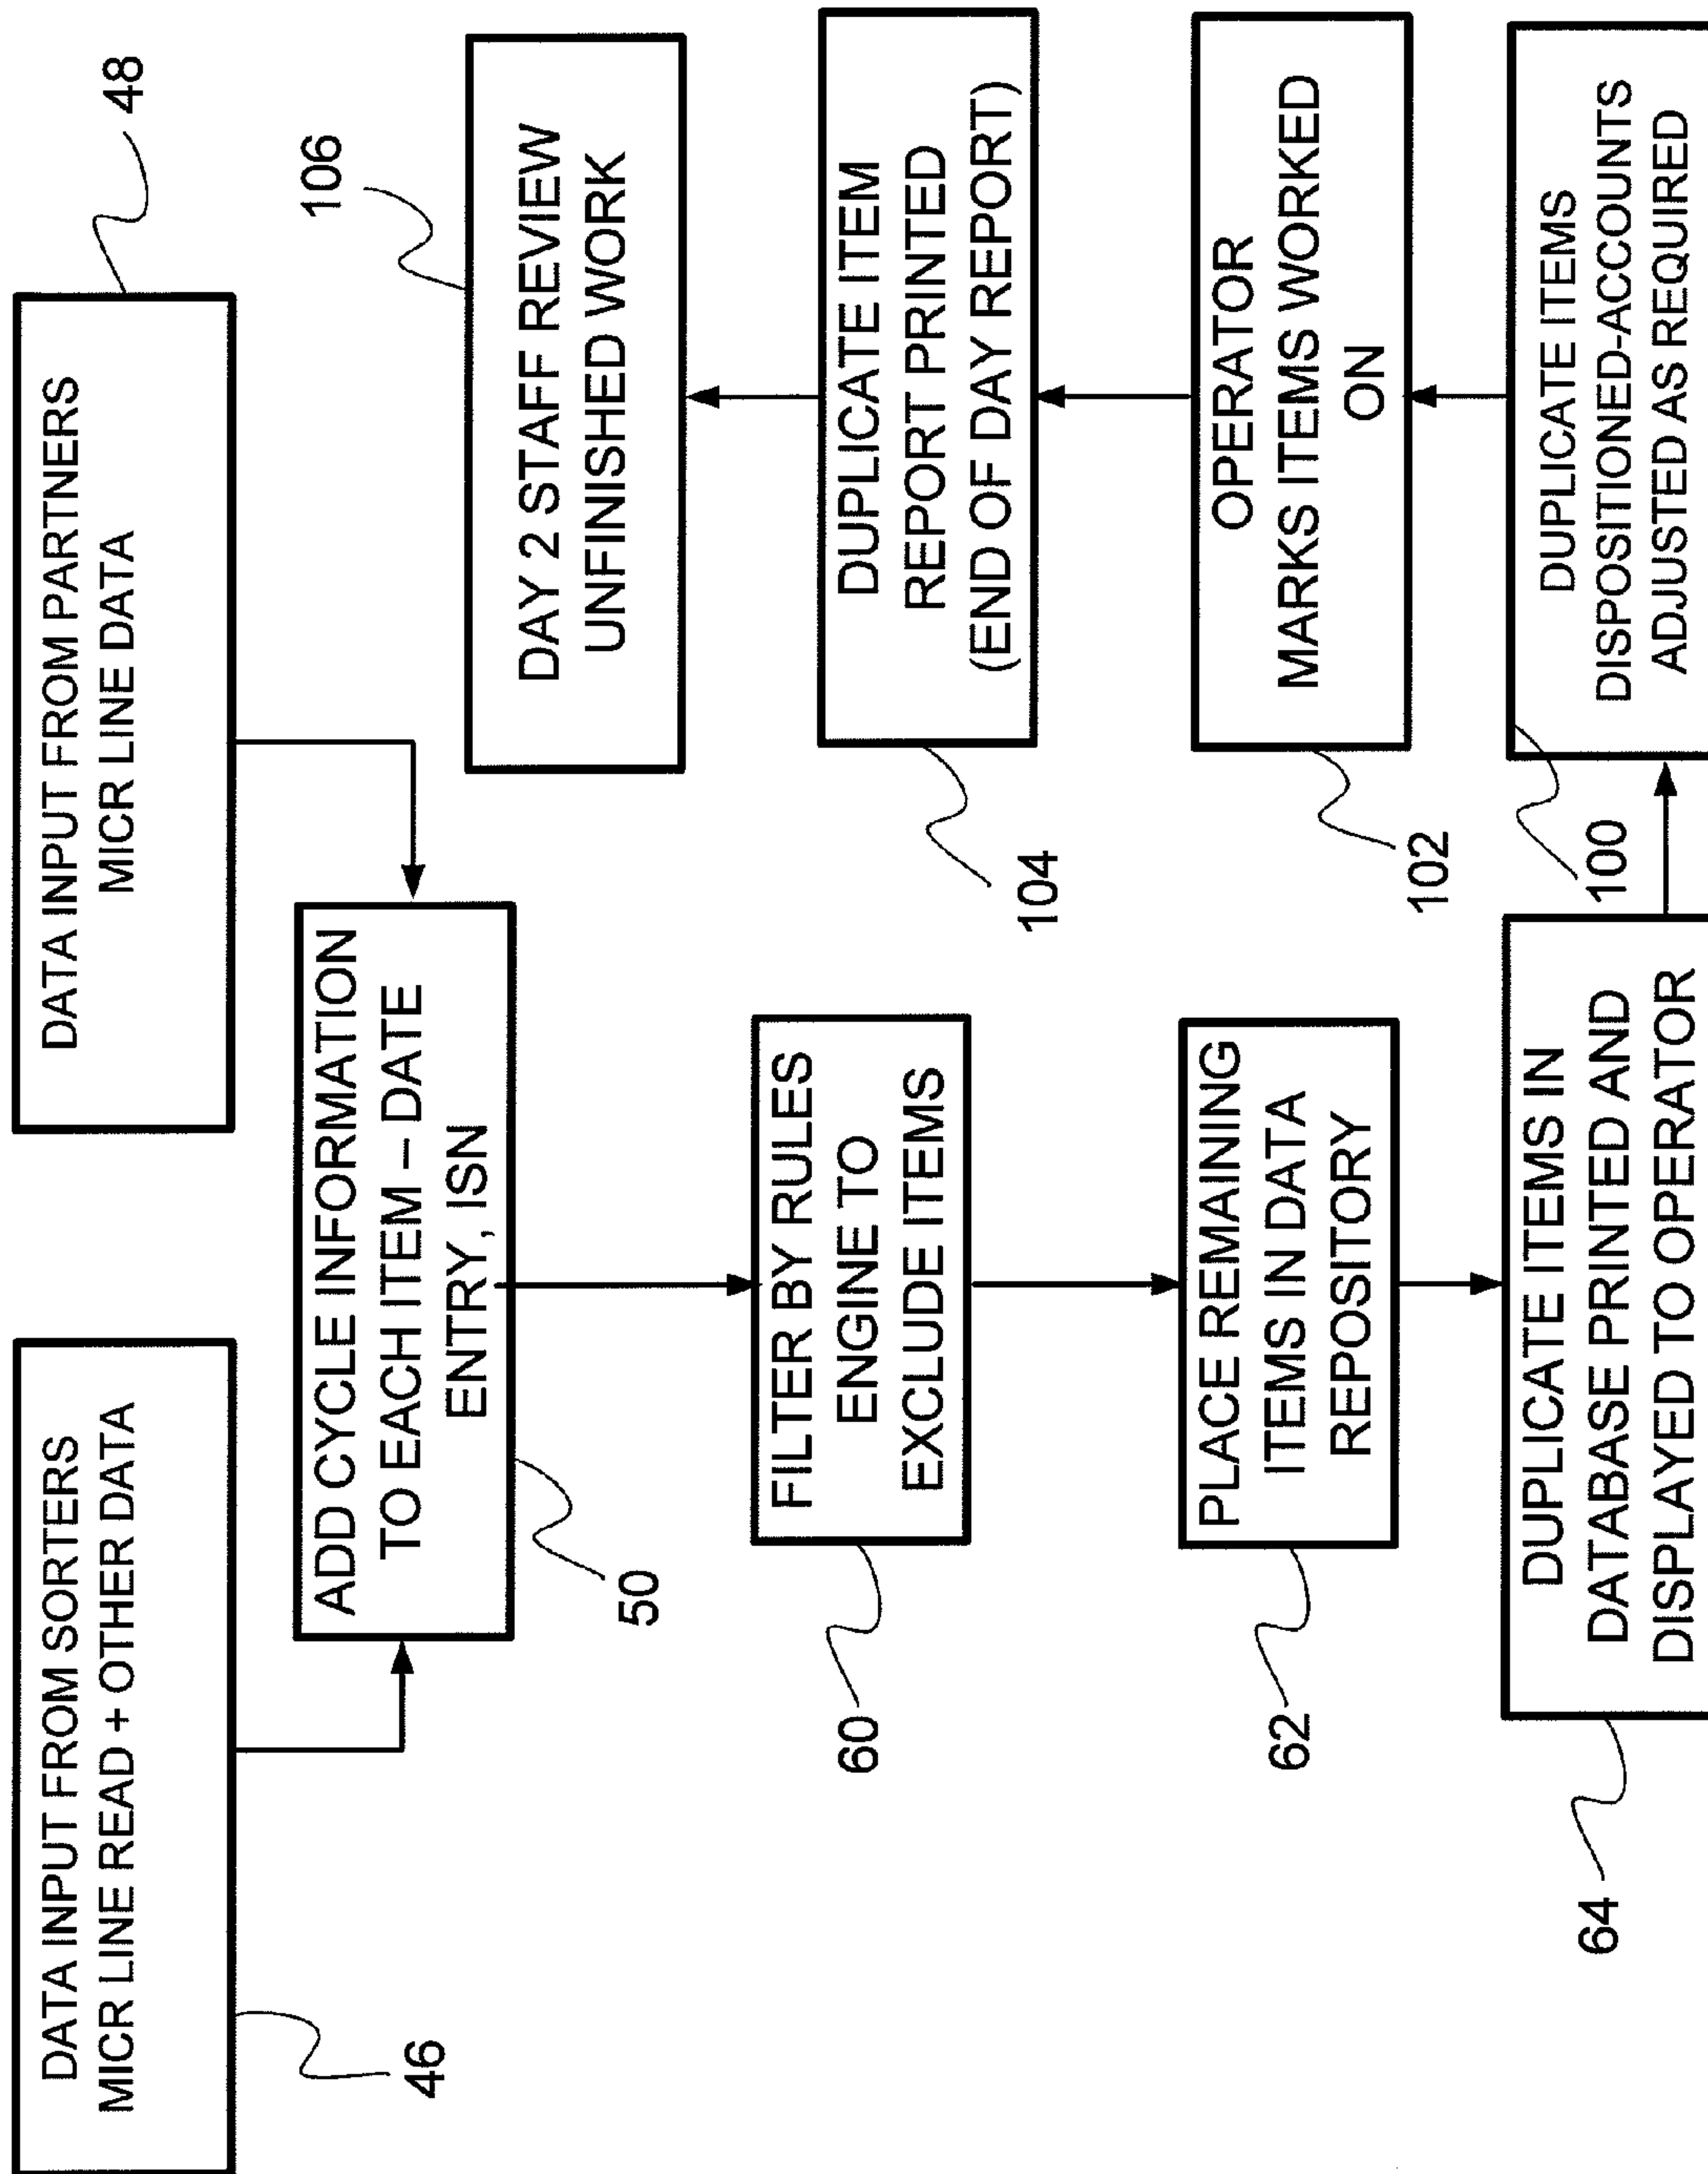 DATA INPUT FROM SORTERS
MICR LINE READ + OTHER DATA
46
DATA INPUT FROM PARTNERS
MICR LINE DATA
48
ADD CYCLE INFORMATION
TO EACH ITEM – DATE
ENTRY, ISN
50
FILTER BY RULES
ENGINE TO
EXCLUDE ITEMS
60
PLACE REMAINING
ITEMS IN DATA
REPOSITORY
62
DUPLICATE ITEMS IN
DATABASE PRINTED AND
DISPLAYED TO OPERATOR
64
DUPLICATE ITEMS
DISPOSITIONED-ACCOUNTS
ADJUSTED AS REQUIRED
100
OPERATOR
MARKS ITEMS WORKED
ON
102
DUPLICATE ITEM
REPORT PRINTED
(END OF DAY REPORT)
104
DAY 2 STAFF REVIEW
UNFINISHED WORK
106